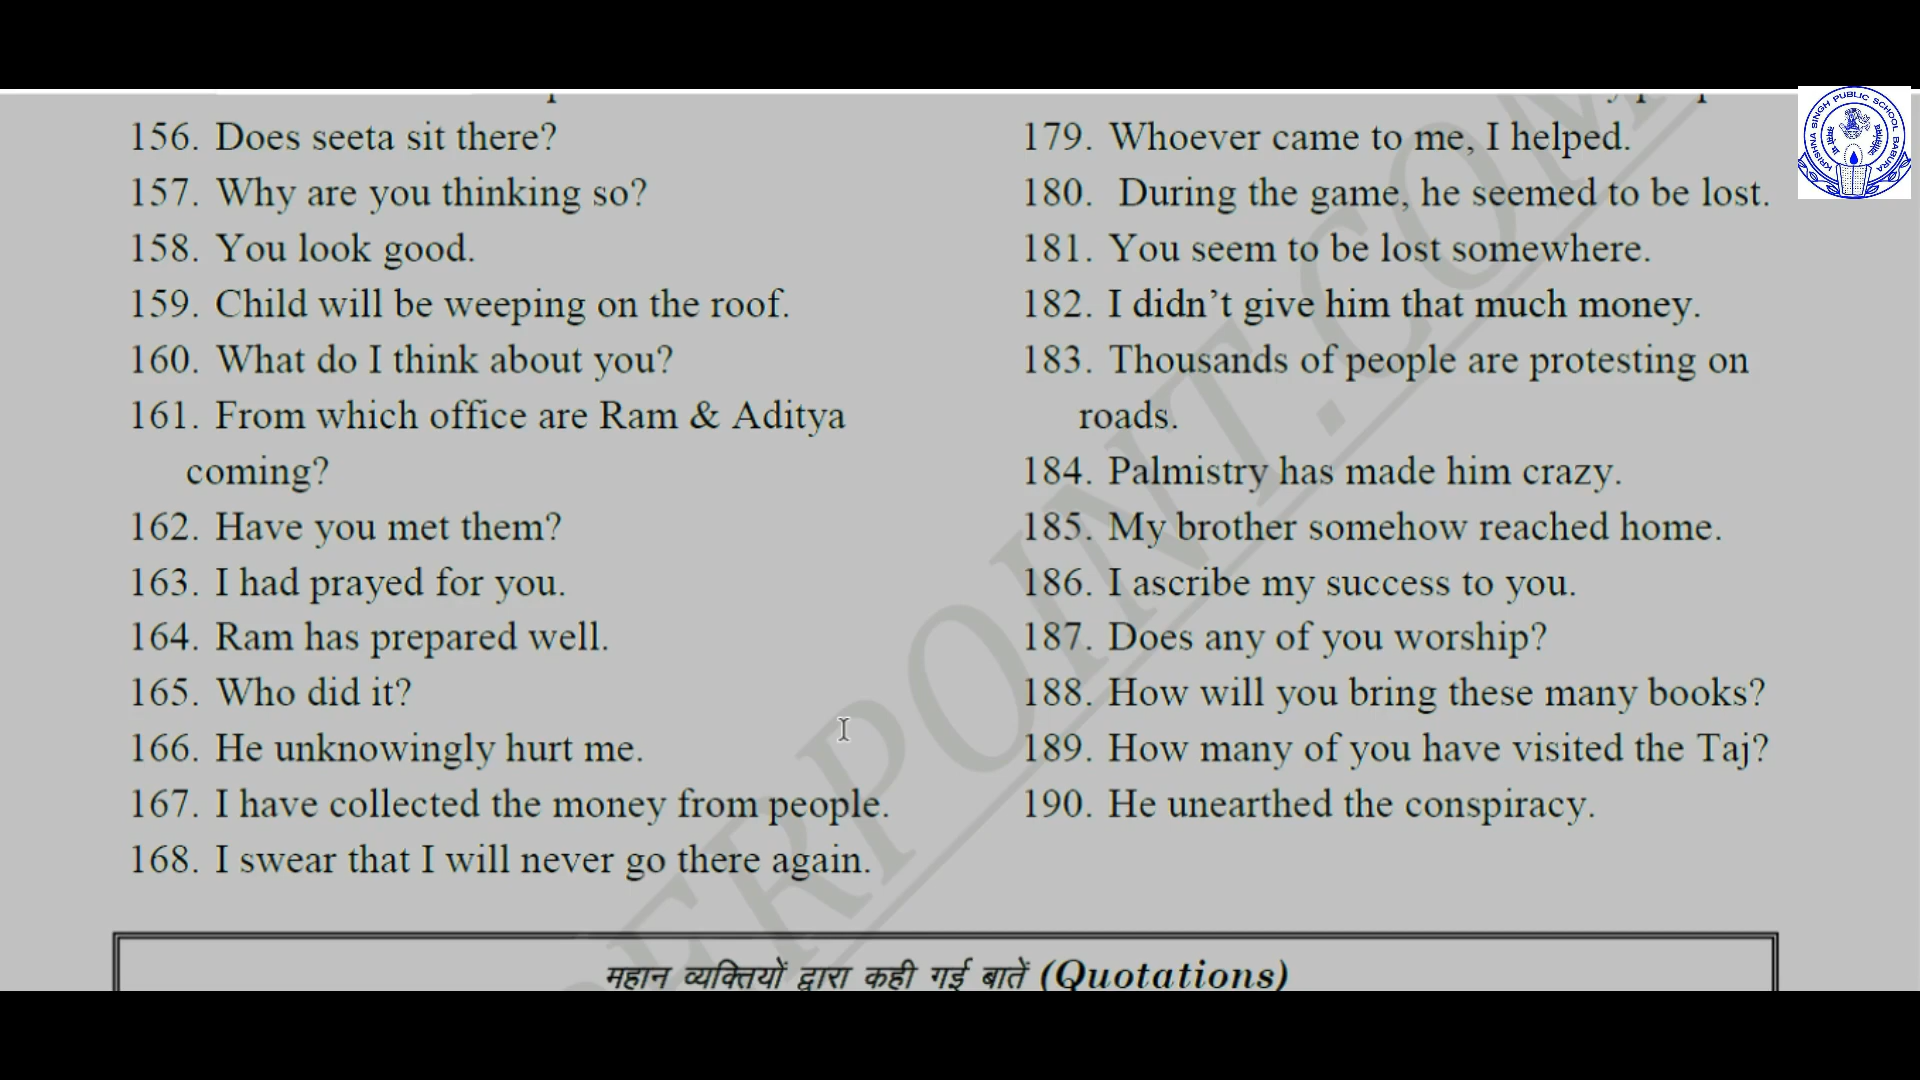 156. Does seeta sit there?
157. Why are you thinking so?
158. You look good.
159. Child will be weeping on the roof.
160. What do I think about you?
161. From which office are Ram & Aditya
coming?
162. Have you met them?
163. I had prayed for you.
164. Ram has prepared well.
165. Who did it?
166. He unknowingly hurt me.
167. I have collected the money from people.
168. I swear that I will never go there again.
179. Whoever came to me, I helped.
180. During the game, he seemed to be lost.
181. You seem to be lost somewhere.
182. I didn't give him that much money.
183. Thousands of people are protesting on
roads.
184. Palmistry has made him crazy.
185. My brother somehow reached home.
186. I ascribe my success to you.
187. Does any of you worship?
188. How will you bring these many books?
189. How many of you have visited the Taj?
190. He unearthed the conspiracy.
महान व्यक्तियों द्वारा कही गई बातें (Quotations)
ERPOINT.COM
KRISHNA SINGH PUBLIC SCHOOL BABURA